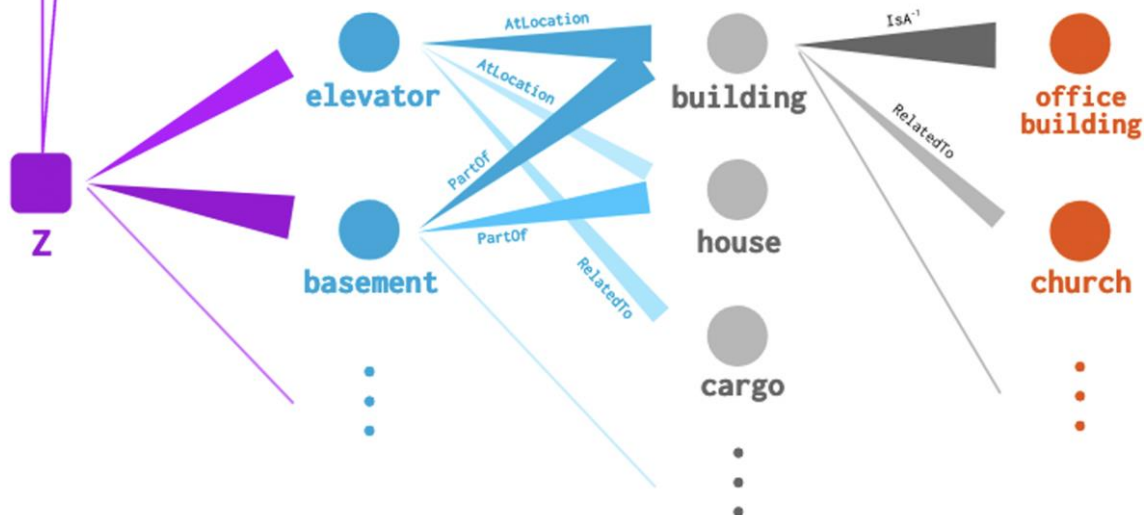 Z
elevator
basement
AtLocation
AtLocation
PartOf
PartOf
RelatedTo
building
house
cargo
IsA⁻¹
RelatedTo
office
building
church